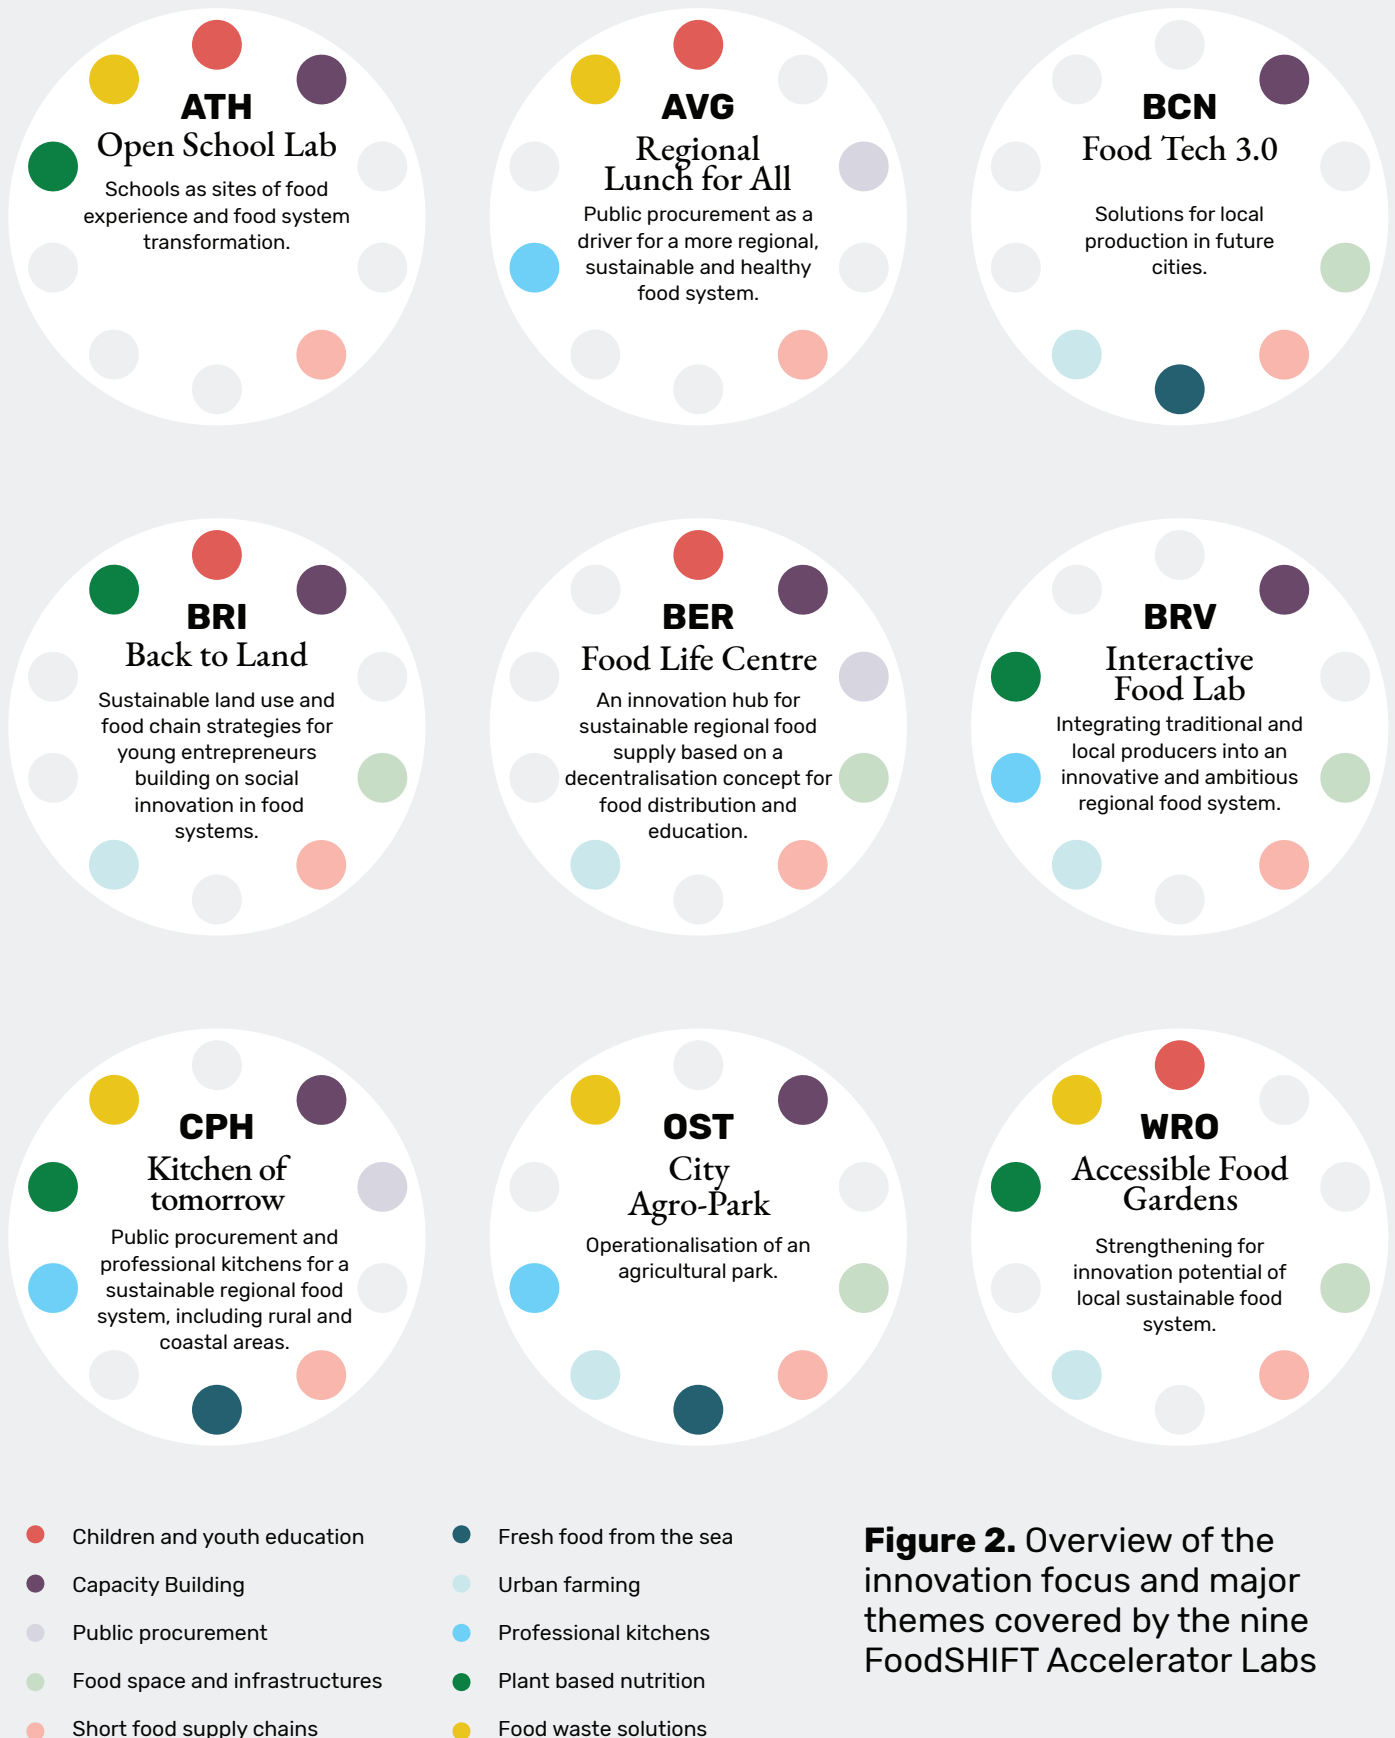 ATH
Open School Lab
Schools as sites of food
experience and food system
transformation.
AVG
Regional
Lunch for All
Public procurement as a
driver for a more regional,
sustainable and healthy
food system.
BCN
Food Tech 3.0
Solutions for local
production in future
cities.
BRI
Back to Land
Sustainable land use and
food chain strategies for
young entrepreneurs
building on social
innovation in food
systems.
BER
Food Life Centre
An innovation hub for
sustainable regional food
supply based on a
decentralisation concept for
food distribution and
education.
BRV
Interactive
Food Lab
Integrating traditional and
local producers into an
innovative and ambitious
regional food system.
CPH
Kitchen of
tomorrow
Public procurement and
professional kitchens for a
sustainable regional food
system, including rural and
coastal areas.
OST
City
Agro-Park
Operationalisation of an
agricultural park.
WRO
Accessible Food
Gardens
Strengthening for
innovation potential of
local sustainable food
system.
Children and youth education
Capacity Building
Public procurement
Food space and infrastructures
Short food supply chains
Fresh food from the sea
Urban farming
Professional kitchens
Plant based nutrition
Food waste solutions
Figure 2. Overview of the
innovation focus and major
themes covered by the nine
FoodSHIFT Accelerator Labs